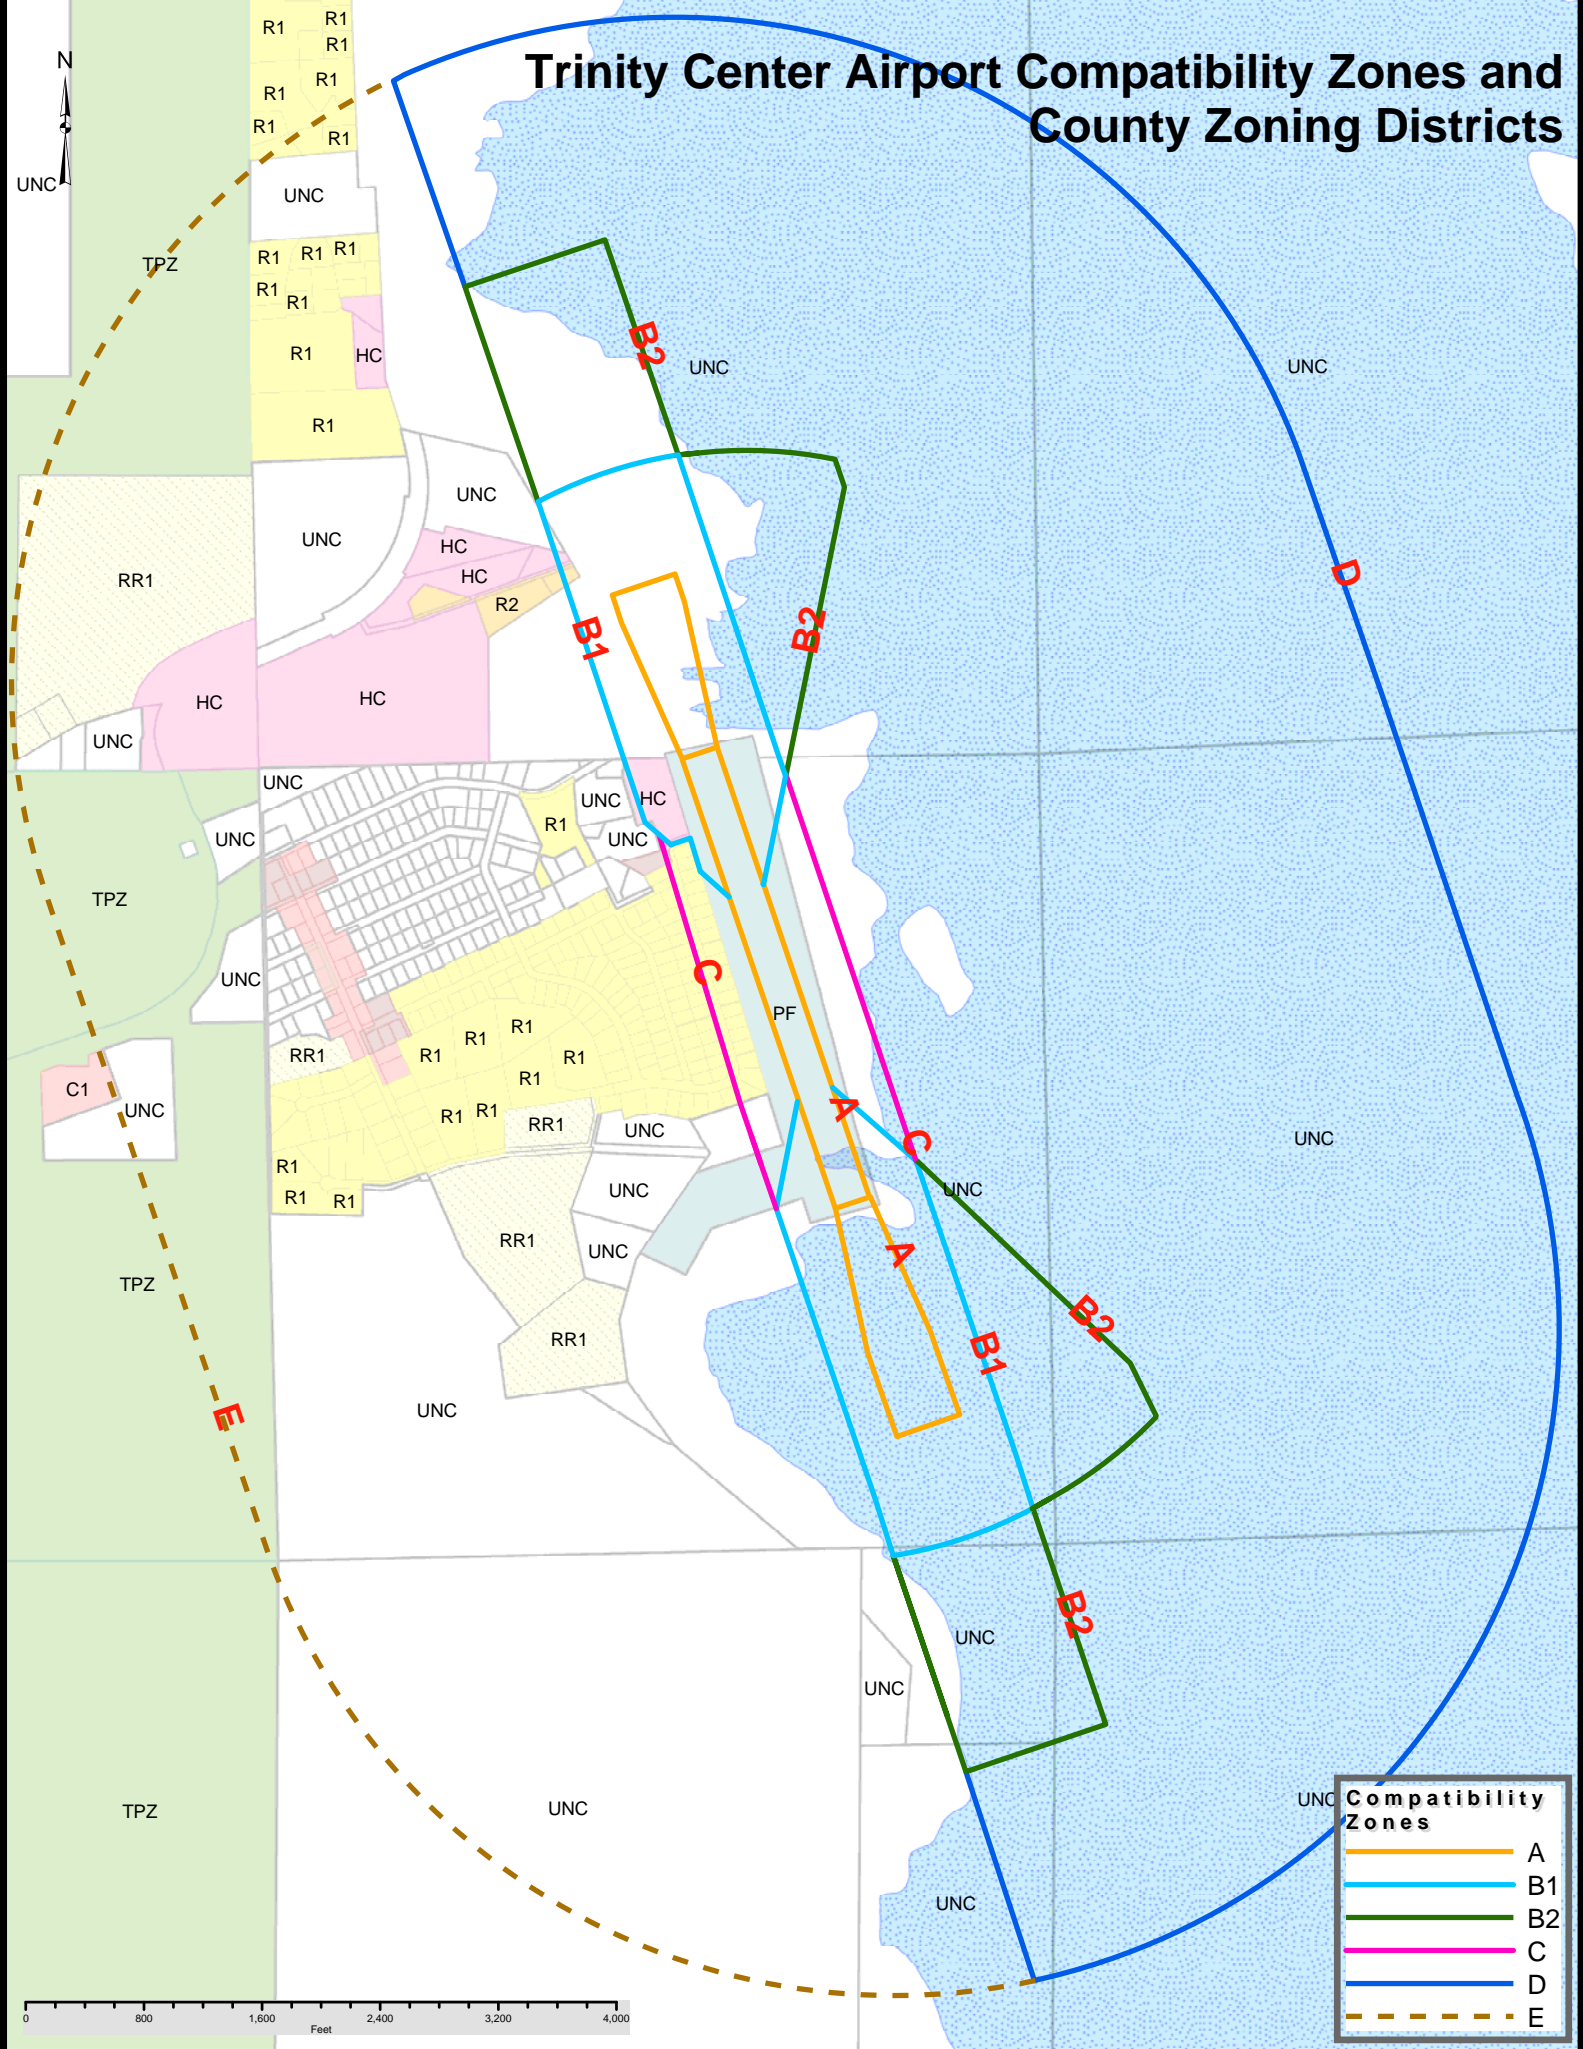 Trinity Center Airport Compatibility Zones and
County Zoning Districts
N
R1
R1
R1
R1
R1
R1
R1
UNC
UNC
TPZ
R1
R1
R1
R1
R1
R1
HC
R1
B2
UNC
UNC
UNC
UNC
HC
HC
R2
RR1
D
B1
B2
HC
HC
UNC
UNC
UNC
HC
R1
UNC
UNC
TPZ
UNC
C
PF
R1
R1
R1
R1
R1
RR1
C1
UNC
R1
R1
RR1
UNC
A
C
UNC
R1
R1
R1
UNC
UNC
RR1
UNC
A
TPZ
B2
RR1
B1
UNC
E
B2
UNC
UNC
TPZ
UNC
UNC
UNC
Compatibility
Zones
A
B1
B2
C
D
E
0 800 1,600 2,400 3,200 4,000
Feet